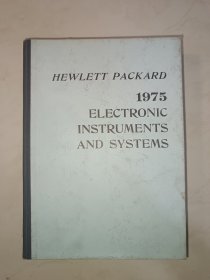 HEWLETT PACKARD
1975
ELECTRONIC
INSTRUMENTS
AND SYSTEMS